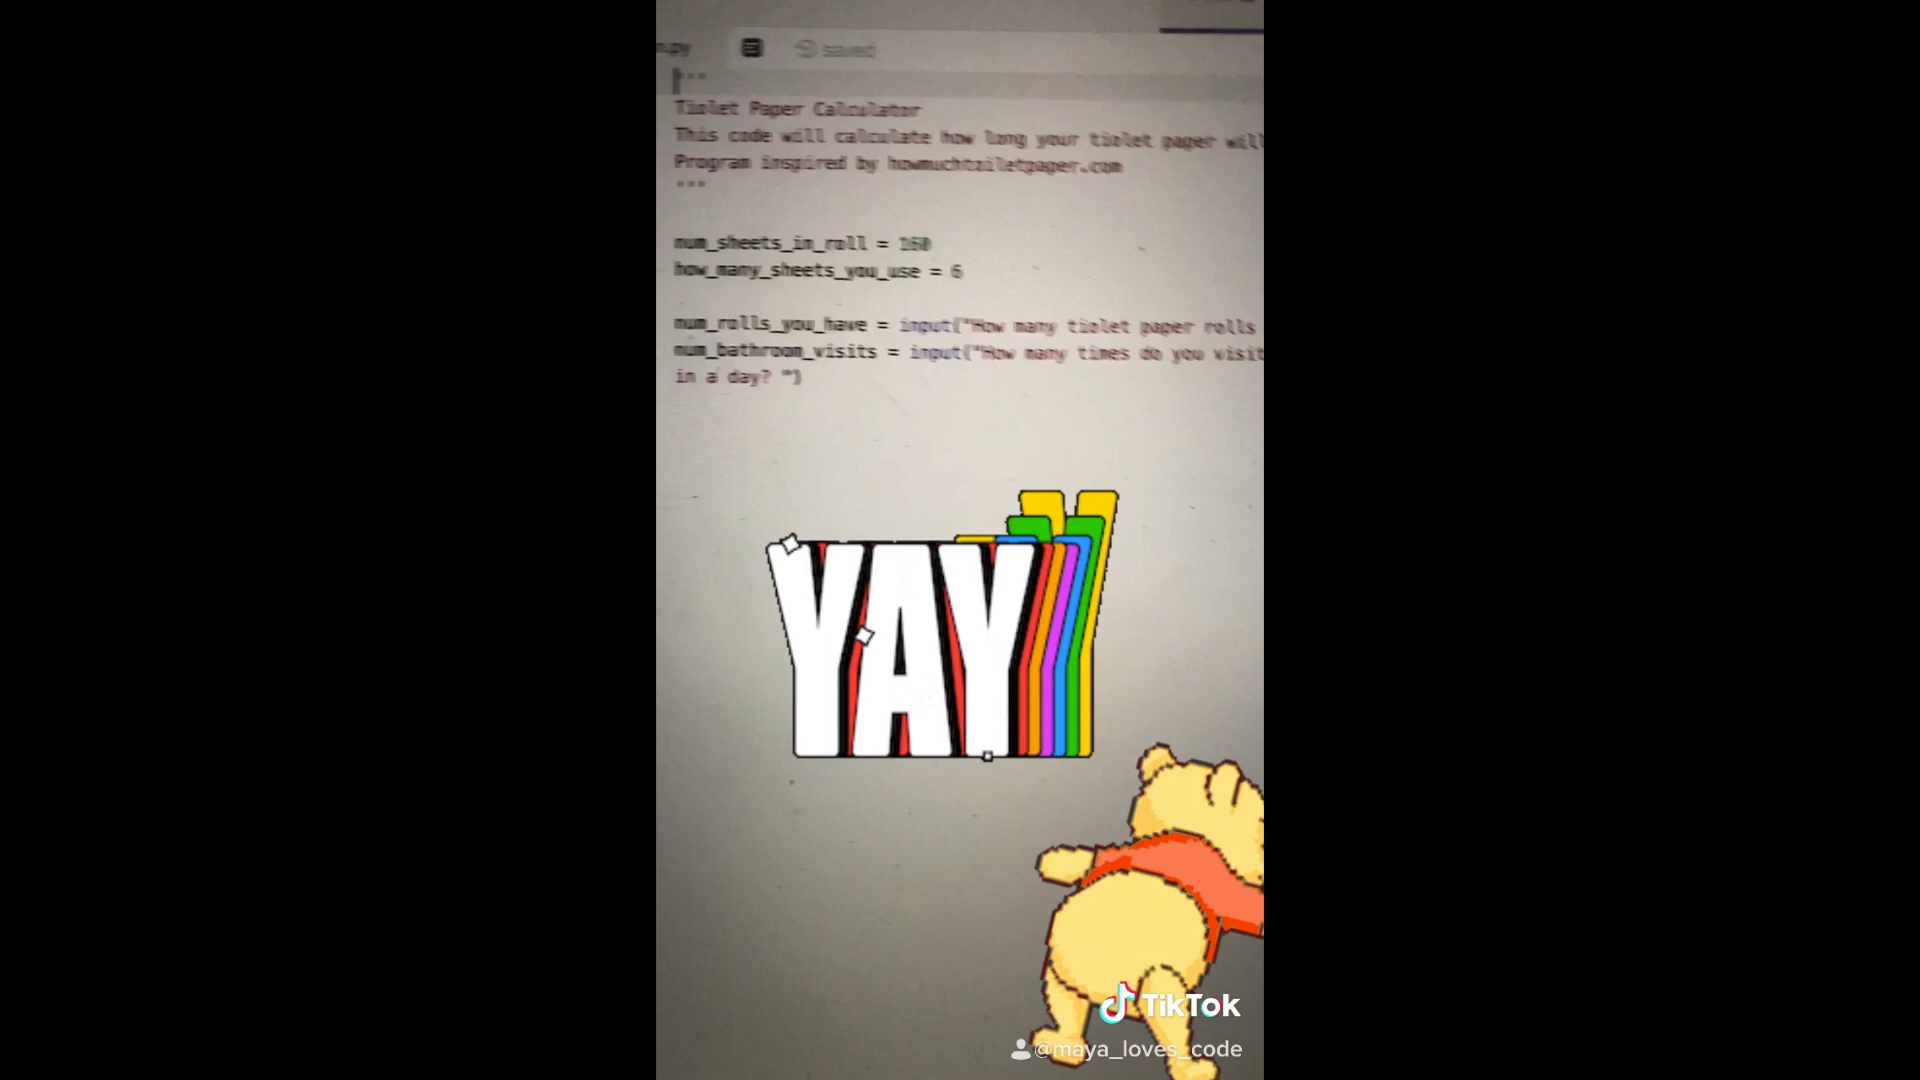 n.py saved
"""
Tiolet Paper Calculator
This code will calculate how long your tiolet paper will
Program inspired by howmuchtoiletpaper.com
"""
num_sheets_in_roll = 160
how_many_sheets_you_use = 6
num_rolls_you_have = input("How many tiolet paper rolls
num_bathroom_visits = input("How many times do you visit
in a day? ")
YAY
TikTok
@maya_loves_code